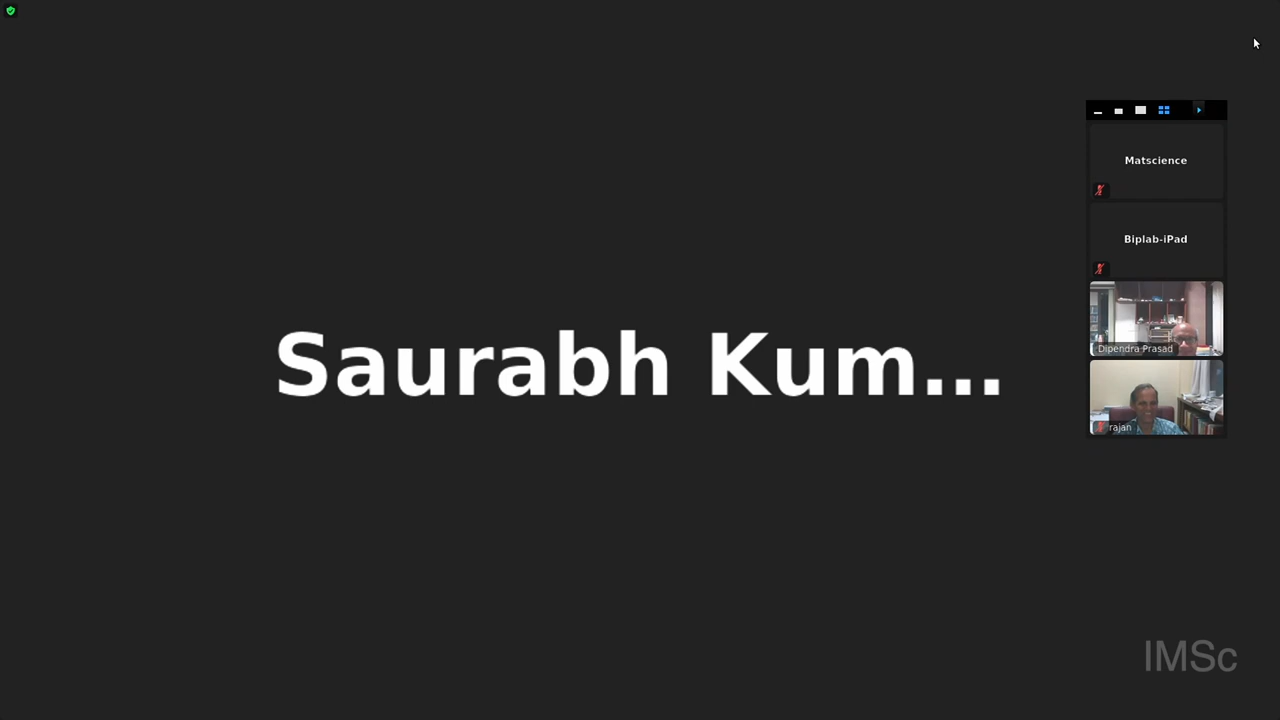 Saurabh Kum...
Matscience
Biplab-iPad
Dipendra Prasad
rajan
IMSc